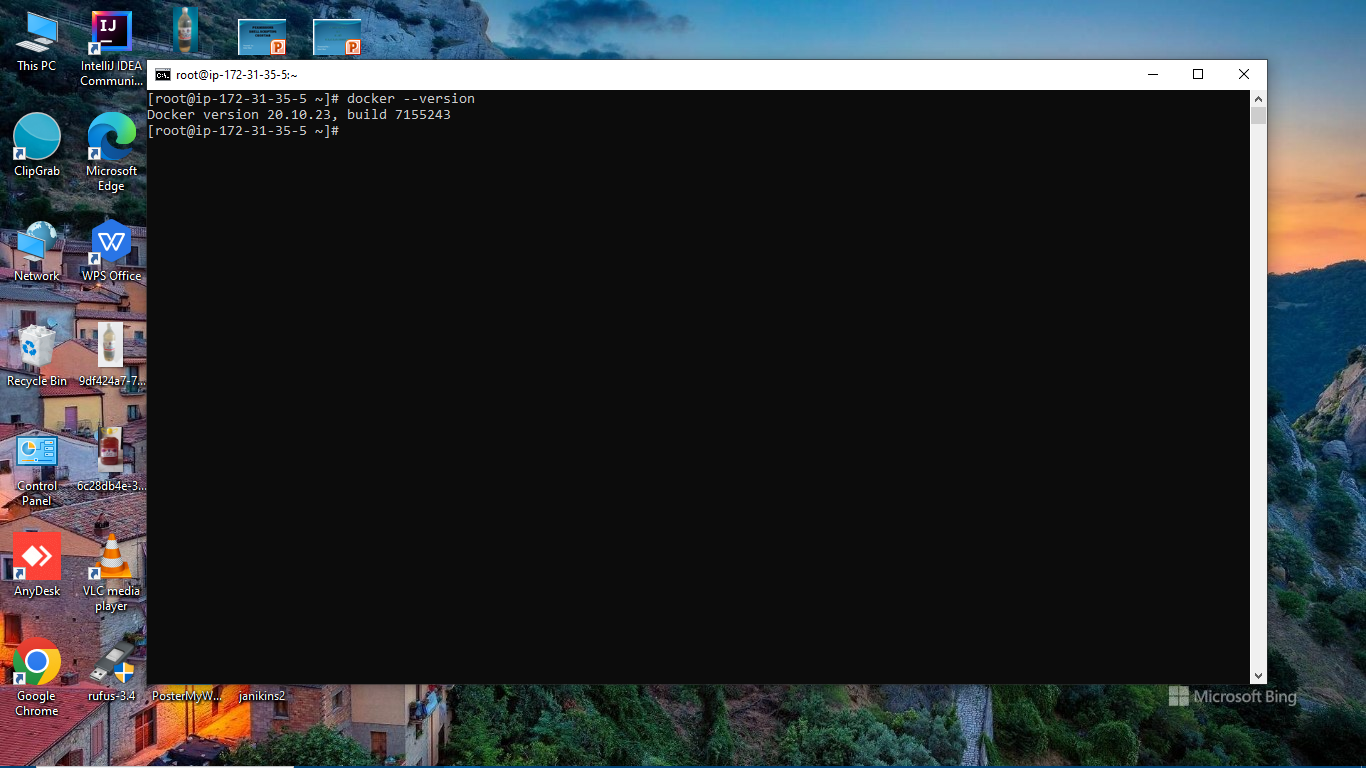 This PC
IntelliJ IDEA
Communi...
root@ip-172-31-35-5:~
[root@ip-172-31-35-5 ~]# docker --version
Docker version 20.10.23, build 7155243
[root@ip-172-31-35-5 ~]#
ClipGrab
Microsoft
Edge
Network
WPS Office
Recycle Bin
9df424a7-7...
Control
Panel
6c28db4e-3...
AnyDesk
VLC media
player
Google
Chrome
rufus-3.4
PosterMyW...
janikins2
Microsoft Bing